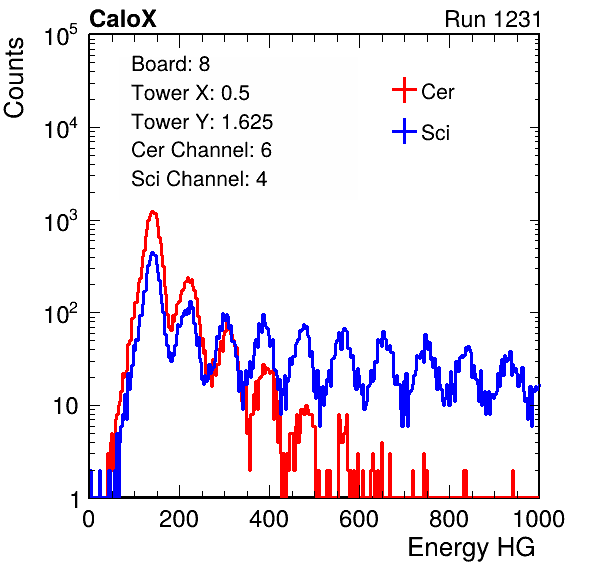 CaloX Run 1231
Counts
10^5
10^4
10^3
10^2
10
1
Board: 8
Tower X: 0.5
Tower Y: 1.625
Cer Channel: 6
Sci Channel: 4
Cer
Sci
0 200 400 600 800 1000
Energy HG